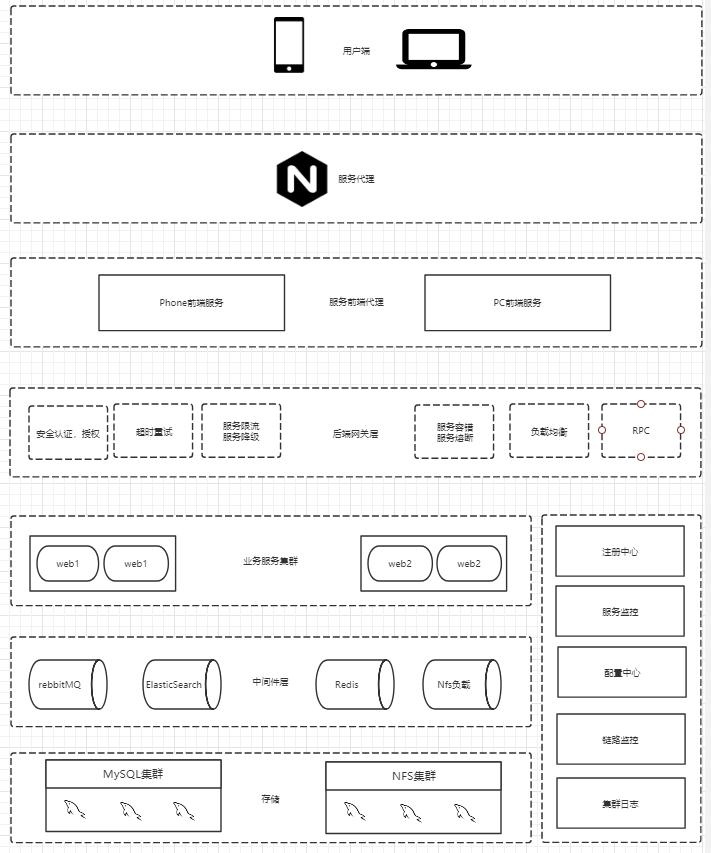 用户端
N
服务代理
Phone前端服务
服务前端代理
PC前端服务
安全认证、授权
超时重试
服务限流
服务降级
后端网关层
服务容错
服务熔断
负载均衡
RPC
web1
web1
业务服务集群
web2
web2
rebbitMQ
ElasticSearch
中间件层
Redis
Nfs负载
MySQL集群
存储
NFS集群
注册中心
服务监控
配置中心
链路监控
集群日志